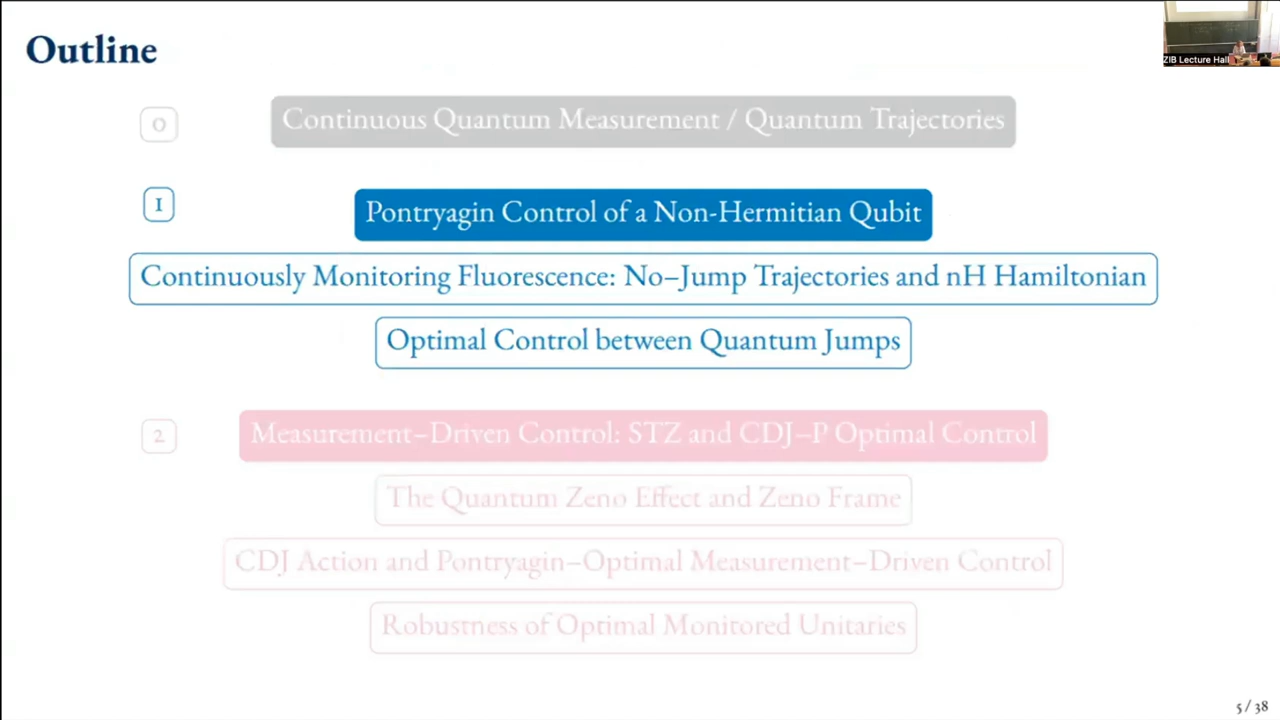 Outline
ZIB Lecture Hall
0
Continuous Quantum Measurement / Quantum Trajectories
1
Pontryagin Control of a Non-Hermitian Qubit
Continuously Monitoring Fluorescence: No–Jump Trajectories and nH Hamiltonian
Optimal Control between Quantum Jumps
2
Measurement–Driven Control: STZ and CDJ–P Optimal Control
The Quantum Zeno Effect and Zeno Frame
CDJ Action and Pontryagin–Optimal Measurement–Driven Control
Robustness of Optimal Monitored Unitaries
5 / 38